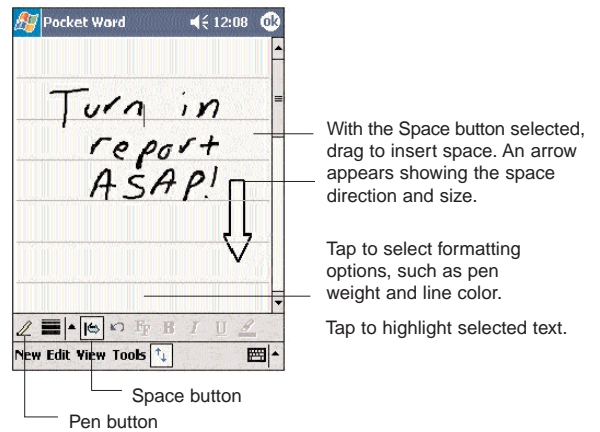 Pocket Word 12:08 ok
Turn in
report
ASAP!
With the Space button selected,
drag to insert space. An arrow
appears showing the space
direction and size.
Tap to select formatting
options, such as pen
weight and line color.
Tap to highlight selected text.
B I U
New Edit View Tools
Space button
Pen button